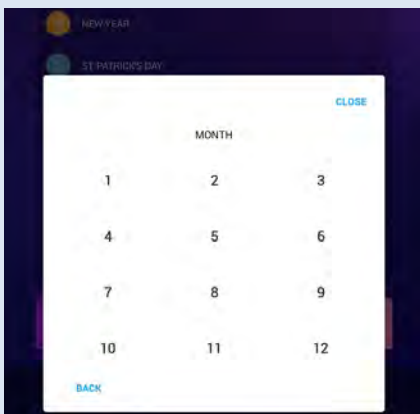 NEW YEAR
ST PATRICK'S DAY
CLOSE
MONTH
1 2 3
4 5 6
7 8 9
10 11 12
BACK